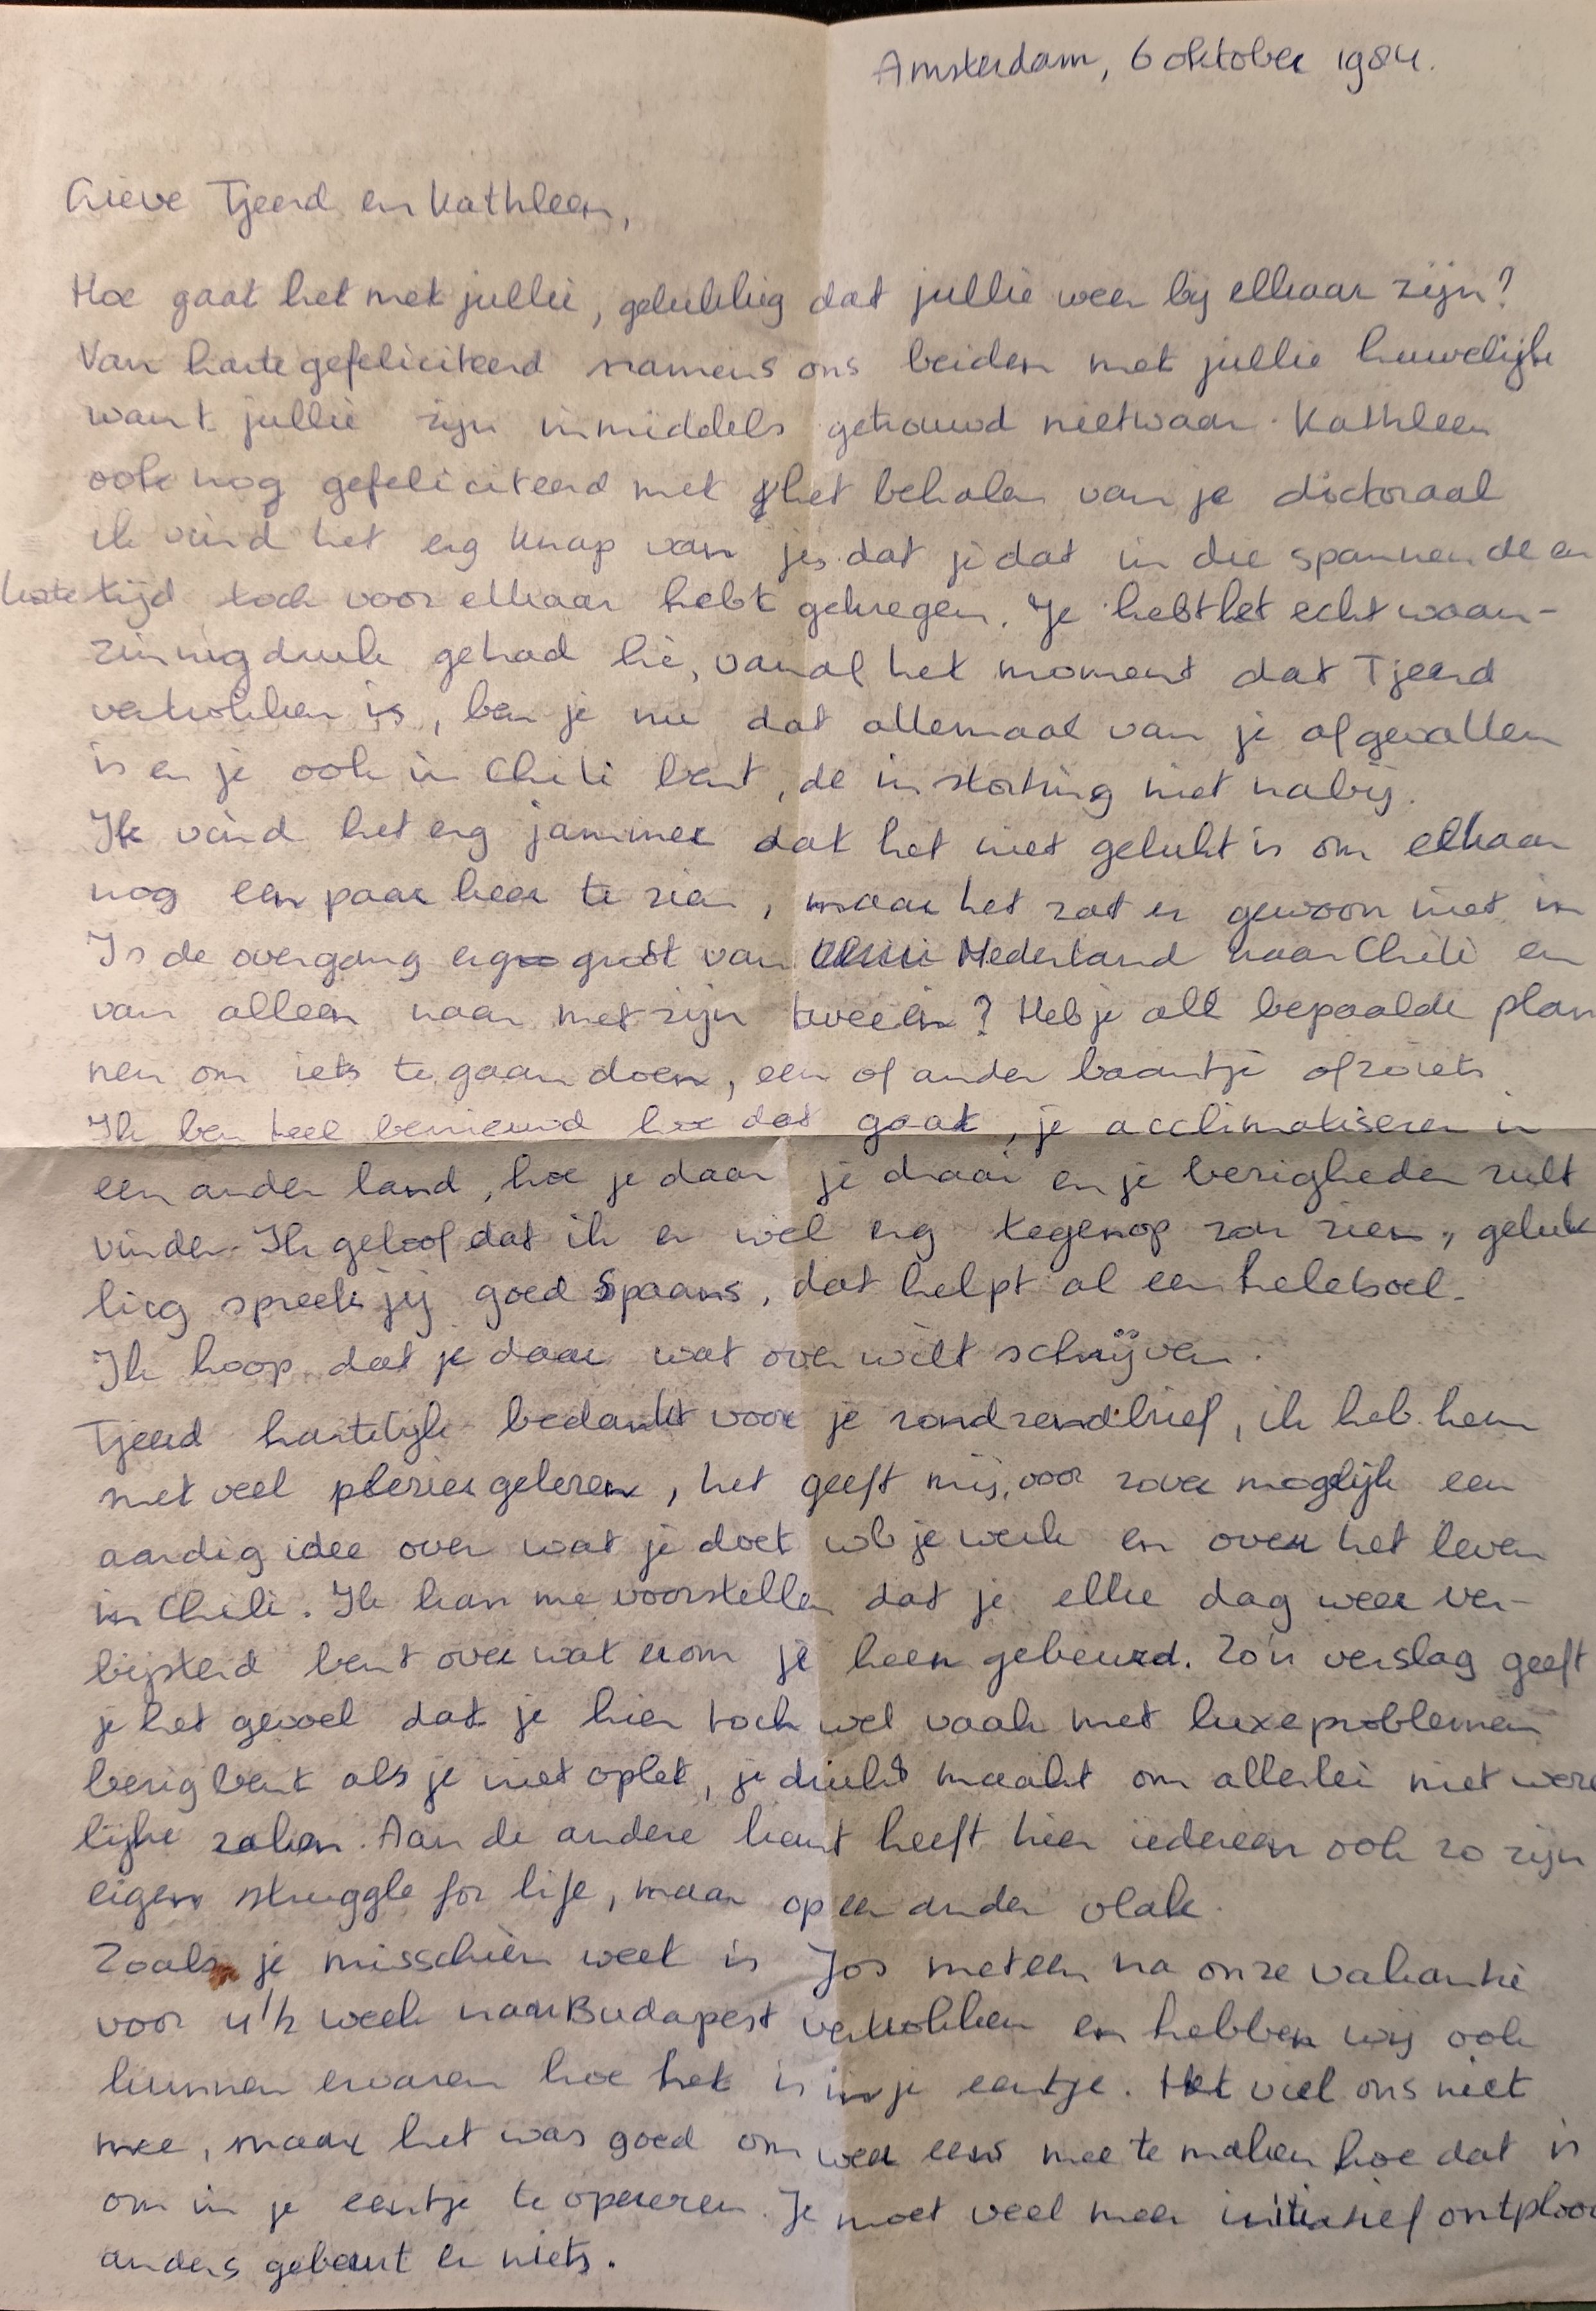 Amsterdam, 6 oktober 1984.
Lieve Tjeerd en Kathleen,
Hoe gaat het met jullie, gelukkig dat jullie weer bij elkaar zijn?
Van harte gefeliciteerd namens ons beiden met jullie huwelijk
want jullie zijn inmiddels getrouwd nietwaar. Kathleen
ook nog gefeliciteerd met het behalen van je doctoraal
ik vind het erg knap van je dat je dat in die spannende en
korte tijd toch voor elkaar hebt gekregen. Je hebt het echt waan-
zinnig druk gehad hè, vanaf het moment dat Tjeerd
vertrokken is, ben je nu dat allemaal van je afgevallen
is en je ook in Chili bent, de instorting niet nabij.
Ik vind het erg jammer dat het niet gelukt is om elkaar
nog een paar keer te zien, maar het zat er gewoon niet in
Is de overgang erg groot van Nederland naar Chili en
van alleen naar met zijn tweeën? Heb je all bepaalde plan
nen om iets te gaan doen, een of ander baantje of zoiets
Ik ben heel benieuwd hoe dat gaat, je acclimatiseren in
een ander land, hoe je daar je draai en je bezigheden zult
vinden. Ik geloof dat ik er wel erg tegenop zou zien, geluk
kig spreek jij goed Spaans, dat helpt al een heleboel.
Ik hoop dat je daar wat over wilt schrijven.
Tjeerd hartelijk bedankt voor je rondzendbrief, ik heb hem
met veel plezier gelezen, het geeft mij, voor zover mogelijk een
aardig idee over wat je doet wb je werk en over het leven
in Chili. Ik kan me voorstellen dat je elke dag weer ver-
bijsterd bent over wat er om je heen gebeurd. Zo'n verslag geeft
je het gevoel dat je hier toch wel vaak met luxeproblemen
bezig bent als je niet oplet, je drukt maakt om allerlei niet weze
lijke zaken. Aan de andere kant heeft hier iedereen ook zo zijn
eigen struggle for life, maar op een ander vlak.
Zoals je misschien weet is Jos meteen na onze vakantie
voor 4 1/2 week naar Budapest vertrokken en hebben wij ook
kunnen ervaren hoe het is in je eentje. Het viel ons niet
mee, maar het was goed om weer eens mee te maken hoe dat is
om in je eentje te opereren. Je moet veel meer initiatief ontplooi
anders gebeurt er niets.